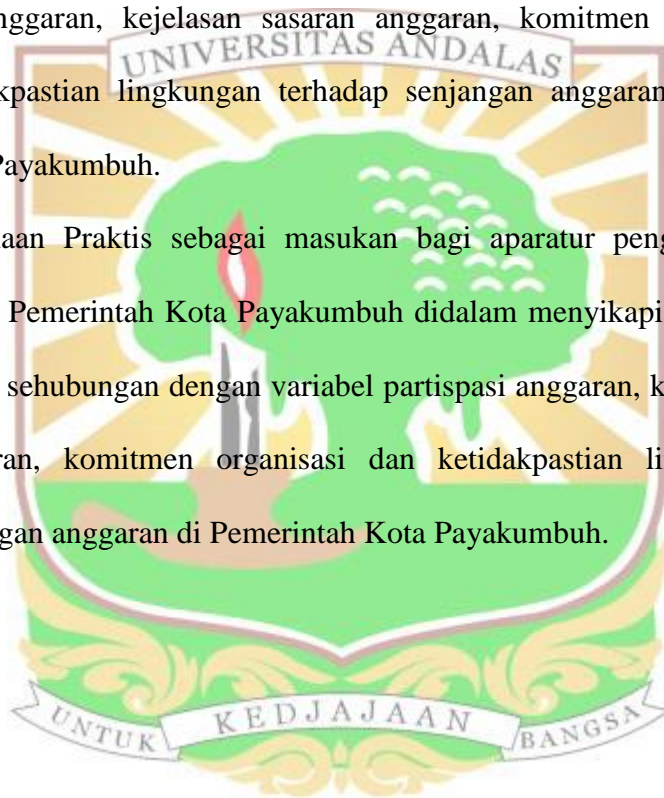 nggaran, kejelasan sasaran anggaran, komitmen
UNIVERSITAS ANDALAS
kpastian lingkungan terhadap senjangan anggaran
Payakumbuh.
aan Praktis sebagai masukan bagi aparatur peng
Pemerintah Kota Payakumbuh didalam menyikapi
sehubungan dengan variabel partispasi anggaran, k
ran, komitmen organisasi dan ketidakpastian li
gan anggaran di Pemerintah Kota Payakumbuh.
UNTUK KEDJAJAAN BANGSA